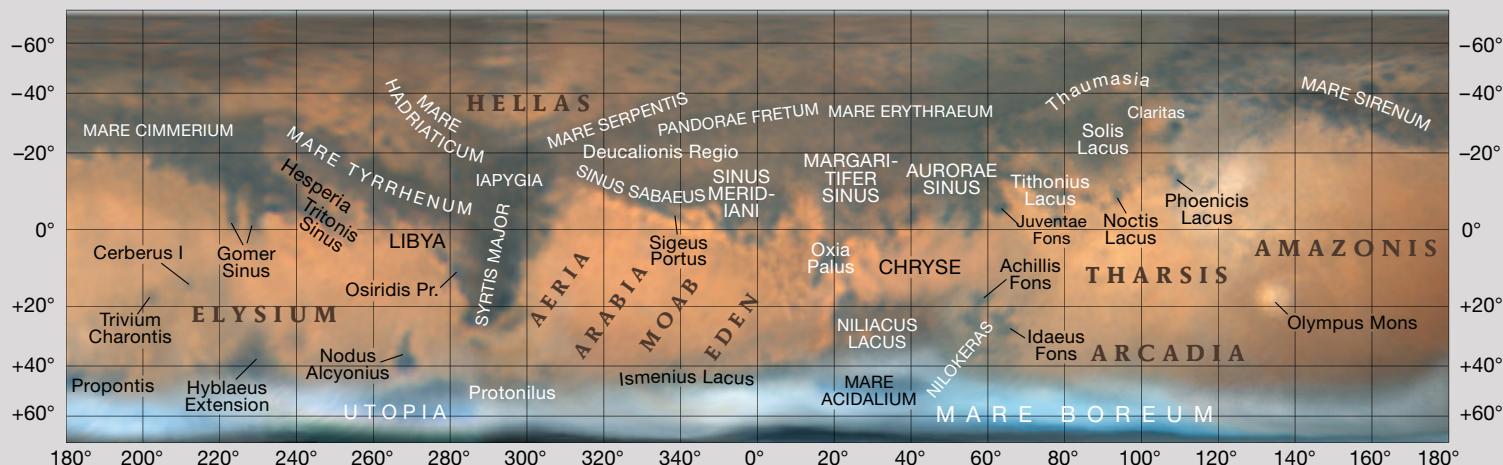 −60°
−60°
−40°
−40°
−20°
−20°
0°
0°
+20°
+20°
+40°
+40°
+60°
+60°
MARE CIMMERIUM
MARE TYRRHENUM
MARE
HADRIATICUM
HELLAS
MARE SERPENTIS
PANDORAE FRETUM
MARE ERYTHRAEUM
Thaumasia
Claritas
MARE SIRENUM
Solis
Lacus
Deucalionis Regio
Hesperia
Tritonis
Sinus
IAPYGIA
SINUS SABAEUS
SINUS
MERID-
IANI
MARGARI-
TIFER
SINUS
AURORAE
SINUS
Tithonius
Lacus
Phoenicis
Lacus
Juventae
Fons
Noctis
Lacus
Cerberus I
Gomer
Sinus
LIBYA
SYRTIS MAJOR
Sigeus
Portus
Oxia
Palus
CHRYSE
Achillis
Fons
THARSIS
AMAZONIS
Osiridis Pr.
AERIA
ARABIA
MOAB
EDEN
Trivium
Charontis
ELYSIUM
NILIACUS
LACUS
NILOKERAS
Idaeus
Fons
Olympus Mons
ARCADIA
Propontis
Hyblaeus
Extension
Nodus
Alcyonius
Protonilus
Ismenius Lacus
MARE
ACIDALIUM
UTOPIA
MARE BOREUM
180° 200° 220° 240° 260° 280° 300° 320° 340° 0° 20° 40° 60° 80° 100° 120° 140° 160° 180°